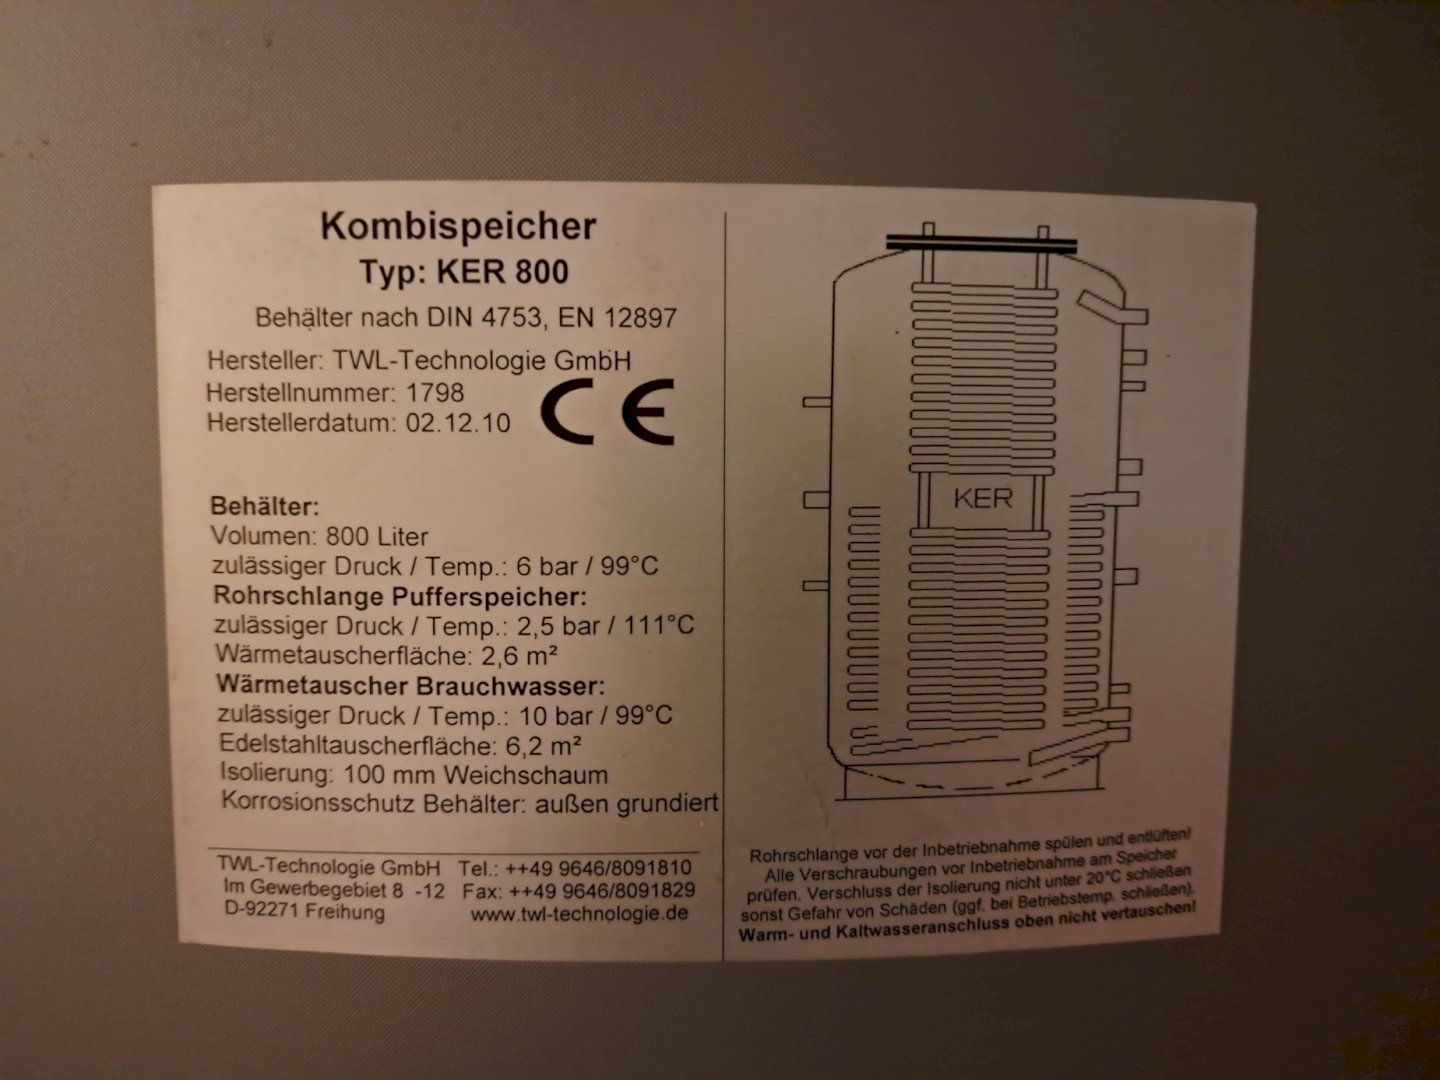 Kombispeicher
Typ: KER 800
Behälter nach DIN 4753, EN 12897
Hersteller: TWL-Technologie GmbH
Herstellnummer: 1798
Herstellerdatum: 02.12.10
CE
Behälter:
Volumen: 800 Liter
zulässiger Druck / Temp.: 6 bar / 99°C
Rohrschlange Pufferspeicher:
zulässiger Druck / Temp.: 2,5 bar / 111°C
Wärmetauscherfläche: 2,6 m²
Wärmetauscher Brauchwasser:
zulässiger Druck / Temp.: 10 bar / 99°C
Edelstahltauscherfläche: 6,2 m²
Isolierung: 100 mm Weichschaum
Korrosionsschutz Behälter: außen grundiert
TWL-Technologie GmbH Tel.: ++49 9646/8091810
Im Gewerbegebiet 8 -12 Fax: ++49 9646/8091829
D-92271 Freihung www.twl-technologie.de
KER
Rohrschlange vor der Inbetriebnahme spülen und entlüften!
Alle Verschraubungen vor Inbetriebnahme am Speicher
prüfen. Verschluss der Isolierung nicht unter 20°C schließen
sonst Gefahr von Schäden (ggf. bei Betriebstemp. schließen).
Warm- und Kaltwasseranschluss oben nicht vertauschen!